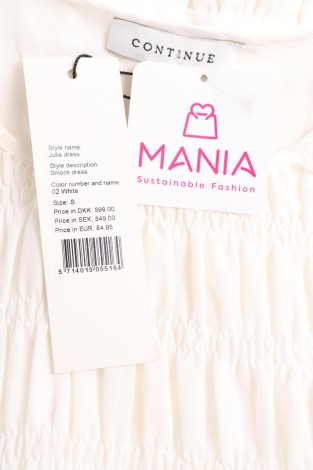 CONTINUE
MANIA
Sustainable Fashion
Style name
Julia dress
Style description
Smock dress
Color number and name
02 White
Size: S
Price in DKK: 599.00
Price in SEK: 849.00
Price in EUR: 84.95
5 714015 055164